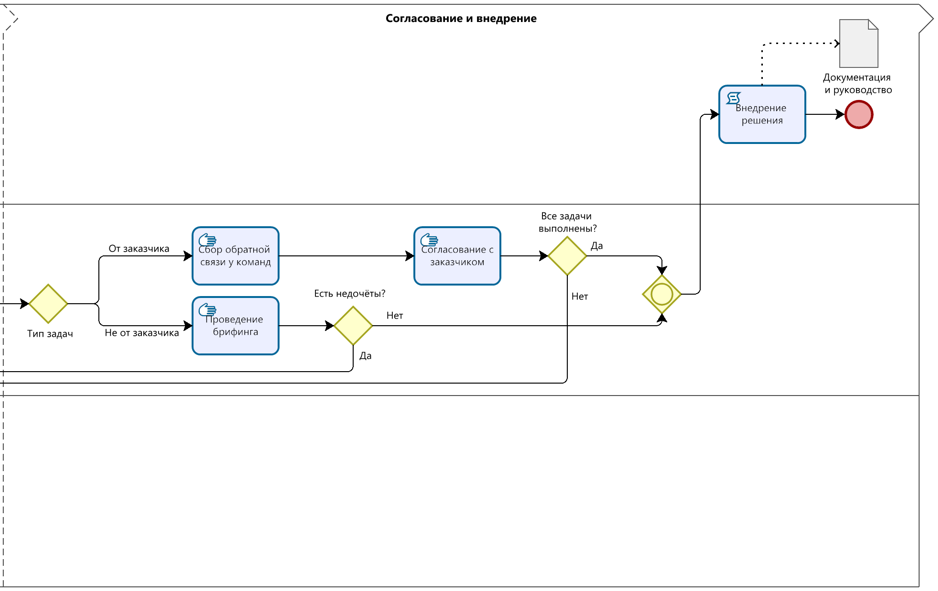 Согласование и внедрение
Документация
и руководство
Внедрение
решения
Все задачи
выполнены?
Да
От заказчика
Сбор обратной
связи у команд
Согласование с
заказчиком
Нет
Есть недочёты?
Нет
Тип задач
Не от заказчика
Проведение
брифинга
Да